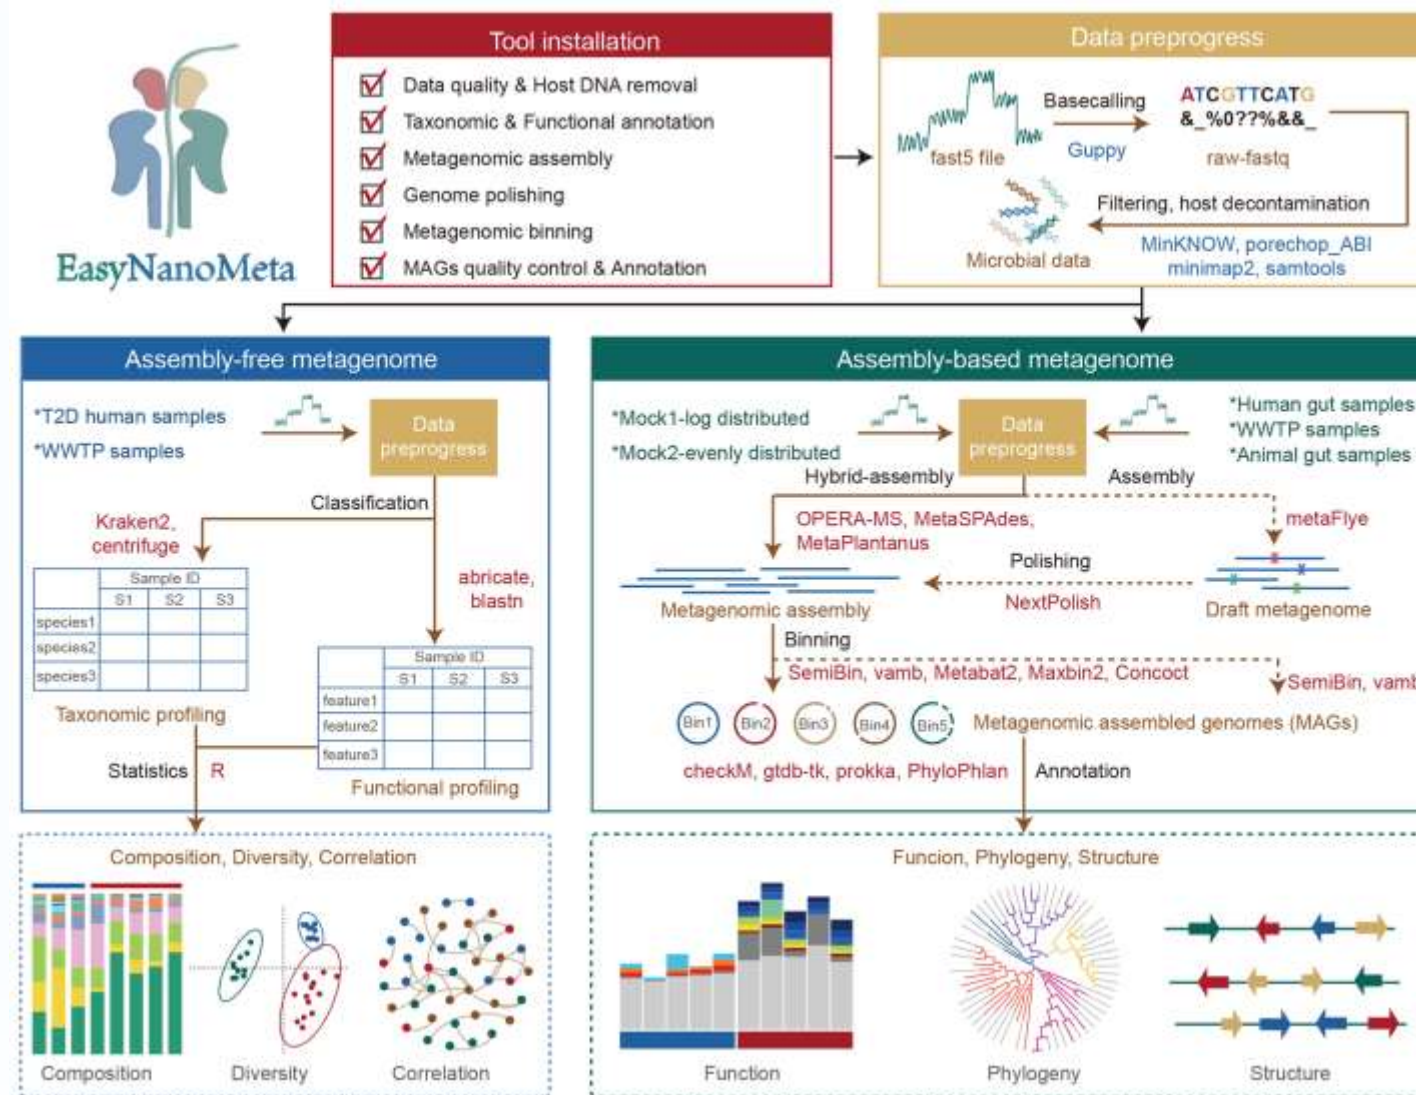 EasyNanoMeta
Tool installation
Data quality & Host DNA removal
Taxonomic & Functional annotation
Metagenomic assembly
Genome polishing
Metagenomic binning
MAGs quality control & Annotation
Data preprogress
fast5 file
Basecalling
Guppy
ATCGTTCATG
&_%0??%&&_
raw-fastq
Filtering, host decontamination
MinKNOW, porechop_ABI
minimap2, samtools
Microbial data
Assembly-free metagenome
*T2D human samples
*WWTP samples
Data
preprogress
Classification
Kraken2,
centrifuge
abricate,
blastn
Sample ID
S1 S2 S3
species1
species2
species3
Taxonomic profiling
Sample ID
S1 S2 S3
feature1
feature2
feature3
Functional profiling
Statistics R
Composition, Diversity, Correlation
Composition
Diversity
Correlation
Assembly-based metagenome
*Mock1-log distributed
*Mock2-evenly distributed
Data
preprogress
*Human gut samples
*WWTP samples
*Animal gut samples
Hybrid-assembly
Assembly
OPERA-MS, MetaSPAdes,
MetaPlantanus
metaFlye
Polishing
NextPolish
Metagenomic assembly
Draft metagenome
Binning
SemiBin, vamb, Metabat2, Maxbin2, Concoct
SemiBin, vamb
Bin1 Bin2 Bin3 Bin4 Bin5
Metagenomic assembled genomes (MAGs)
checkM, gtdb-tk, prokka, PhyloPhlan
Annotation
Funcion, Phylogeny, Structure
Function
Phylogeny
Structure